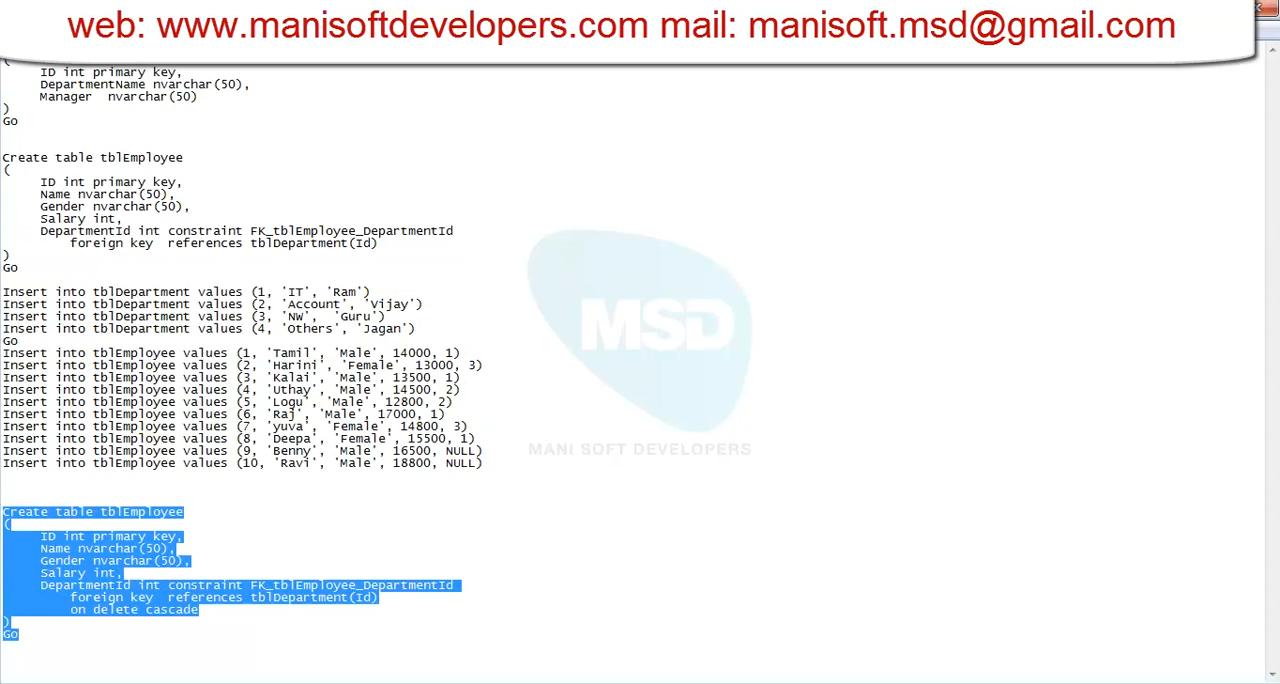 web: www.manisoftdevelopers.com mail: manisoft.msd@gmail.com
(
ID int primary key,
DepartmentName nvarchar(50),
Manager  nvarchar(50)
)
Go
Create table tblEmployee
(
ID int primary key,
Name nvarchar(50),
Gender nvarchar(50),
Salary int,
DepartmentId int constraint FK_tblEmployee_DepartmentId
foreign key  references tblDepartment(Id)
)
Go
Insert into tblDepartment values (1, 'IT', 'Ram')
Insert into tblDepartment values (2, 'Account', 'Vijay')
Insert into tblDepartment values (3, 'NW', 'Guru')
Insert into tblDepartment values (4, 'Others', 'Jagan')
Go
Insert into tblEmployee values (1, 'Tamil', 'Male', 14000, 1)
Insert into tblEmployee values (2, 'Harini', 'Female', 13000, 3)
Insert into tblEmployee values (3, 'Kalai', 'Male', 13500, 1)
Insert into tblEmployee values (4, 'Uthay', 'Male', 14500, 2)
Insert into tblEmployee values (5, 'Logu', 'Male', 12800, 2)
Insert into tblEmployee values (6, 'Raj', 'Male', 17000, 1)
Insert into tblEmployee values (7, 'yuva', 'Female', 14800, 3)
Insert into tblEmployee values (8, 'Deepa', 'Female', 15500, 1)
Insert into tblEmployee values (9, 'Benny', 'Male', 16500, NULL)
Insert into tblEmployee values (10, 'Ravi', 'Male', 18800, NULL)
MSD
MANI SOFT DEVELOPERS
Create table tblEmployee
(
ID int primary key,
Name nvarchar(50),
Gender nvarchar(50),
Salary int,
DepartmentId int constraint FK_tblEmployee_DepartmentId
foreign key  references tblDepartment(Id)
on delete cascade
)
Go